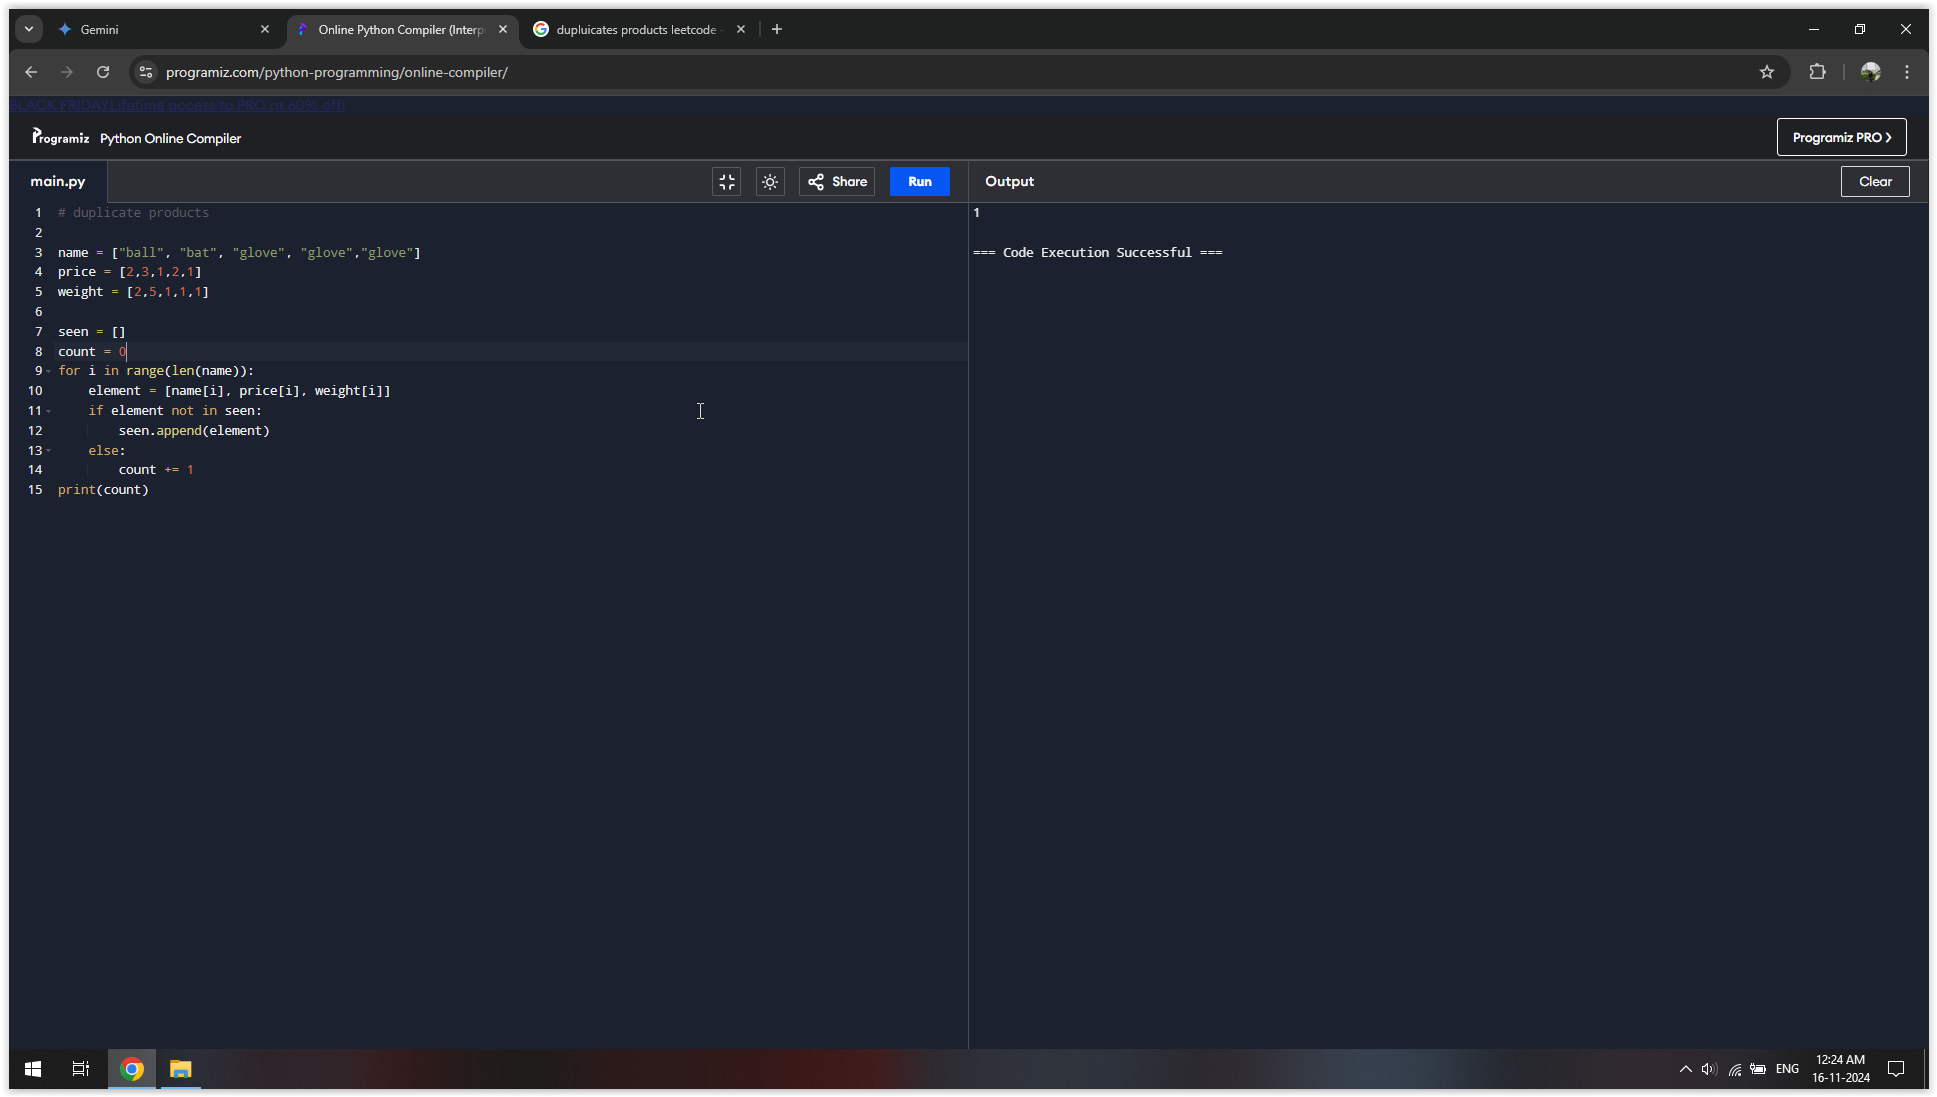 Gemini
Online Python Compiler (Interp
dupluicates products leetcode -
programiz.com/python-programming/online-compiler/
BLACK FRIDAY Lifetime access to PRO at 60% off!
Programiz Python Online Compiler
Programiz PRO >
main.py
Share
Run
Output
Clear
1 # duplicate products
2
3 name = ["ball", "bat", "glove", "glove","glove"]
4 price = [2,3,1,2,1]
5 weight = [2,5,1,1,1]
6
7 seen = []
8 count = 0
9 for i in range(len(name)):
10 element = [name[i], price[i], weight[i]]
11 if element not in seen:
12 seen.append(element)
13 else:
14 count += 1
15 print(count)
1
=== Code Execution Successful ===
ENG
12:24 AM
16-11-2024